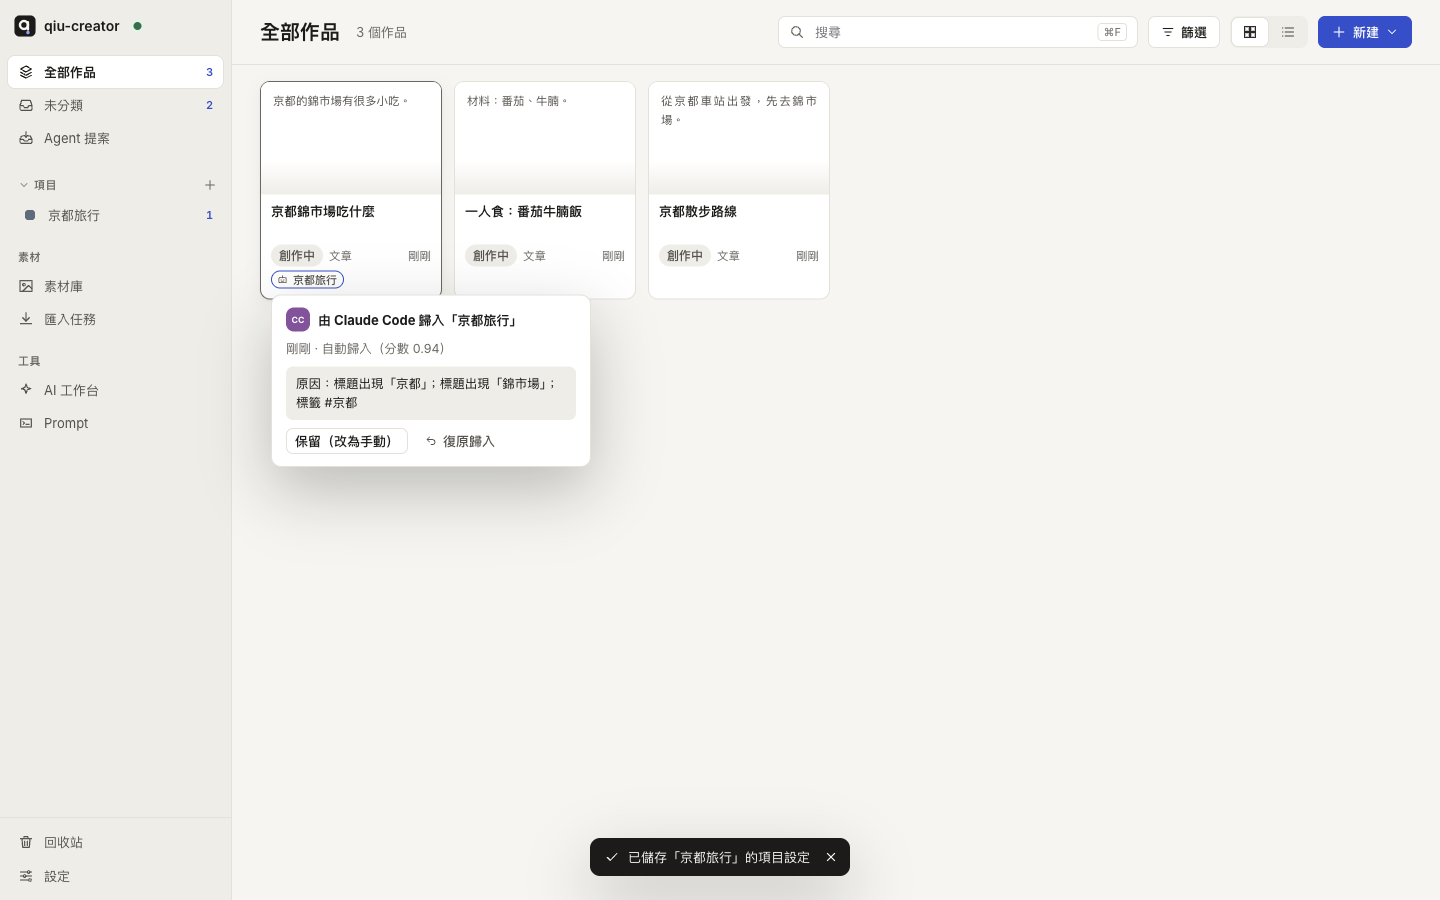 qiu-creator
全部作品 3
未分類 2
Agent 提案
項目
京都旅行 1
素材
素材庫
匯入任務
工具
AI 工作台
Prompt
回收站
設定
全部作品 3 個作品
搜尋 ⌘F
篩選
新建
京都的錦市場有很多小吃。
京都錦市場吃什麼
創作中 文章 剛剛
京都旅行
材料：番茄、牛腩。
一人食：番茄牛腩飯
創作中 文章 剛剛
從京都車站出發，先去錦市
場。
京都散步路線
創作中 文章 剛剛
CC 由 Claude Code 歸入「京都旅行」
剛剛 · 自動歸入（分數 0.94）
原因：標題出現「京都」；標題出現「錦市場」；
標籤 #京都
保留（改為手動） 復原歸入
已儲存「京都旅行」的項目設定